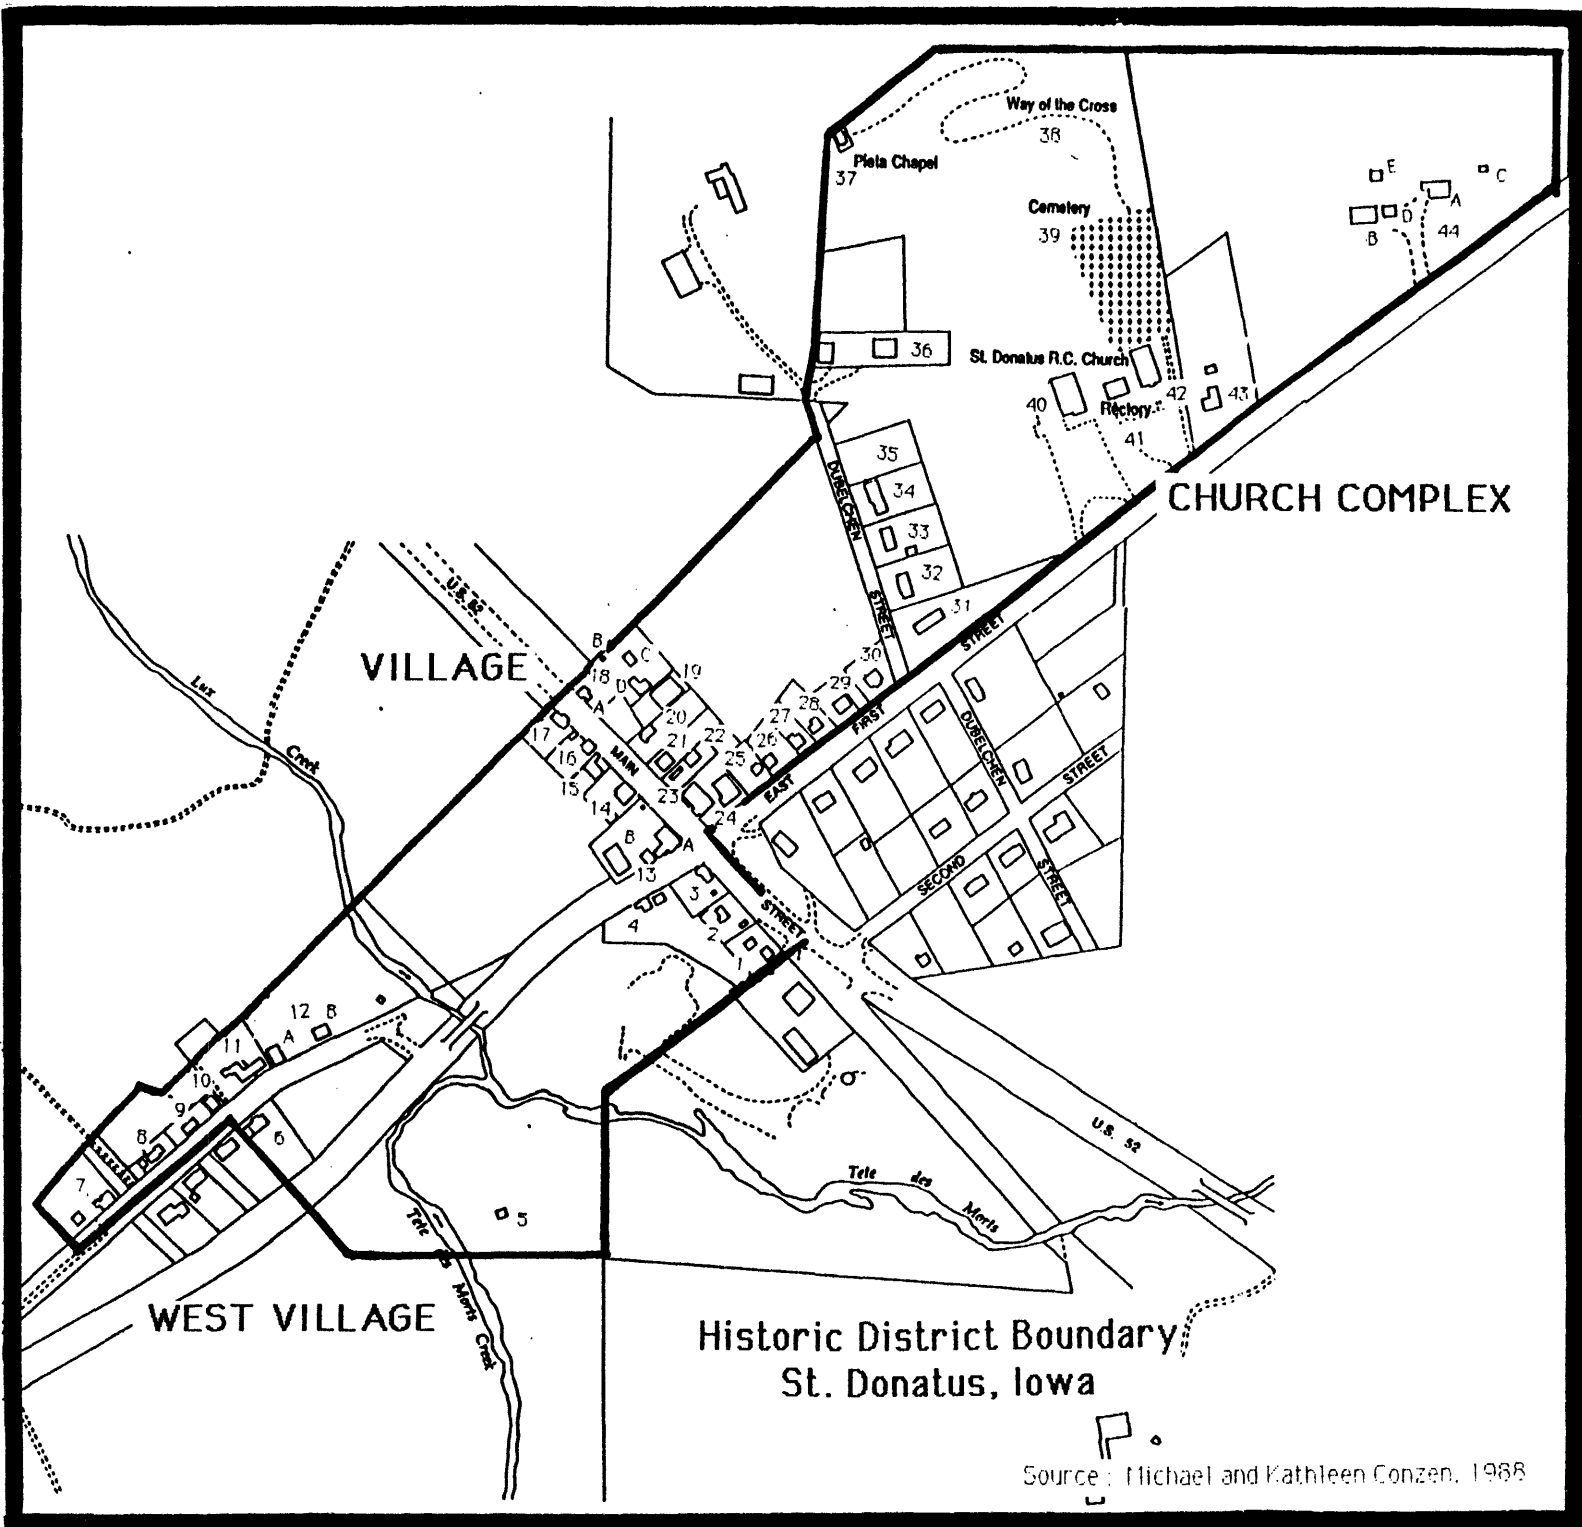 Way of the Cross
38
Pieta Chapel
37
E
C
A
D
B
44
Cemetery
39
36
St. Donatus R.C. Church
40
Rectory
42
43
41
35
CHURCH COMPLEX
34
DUBELCHEN
33
32
STREET
31
STREET
U.S. 52
B
C
VILLAGE
18
D
19
30
A
29
Lux
20
28
27
FIRST
DUBELCHEN
17
MAIN
21
22
26
Creek
16
25
STREET
15
EAST
14
23
24
B
A
13
SECOND
STREET
3
STREET
4
2
B
1
A
12
B
A
11
10
9
6
8
U.S. 52
7
Tete des Morts
5
Tete des Morts Creek
WEST VILLAGE
Historic District Boundary
St. Donatus, Iowa
Source: Michael and Kathleen Conzen, 1988